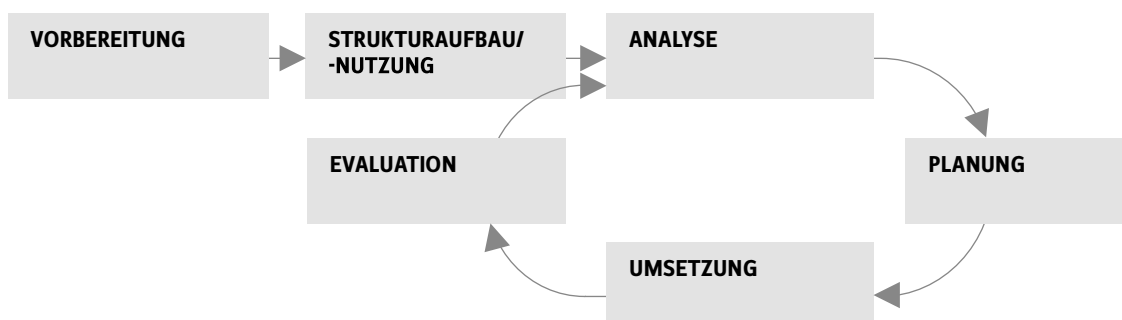 VORBEREITUNG
STRUKTURAUFBAU/
-NUTZUNG
ANALYSE
EVALUATION
PLANUNG
UMSETZUNG